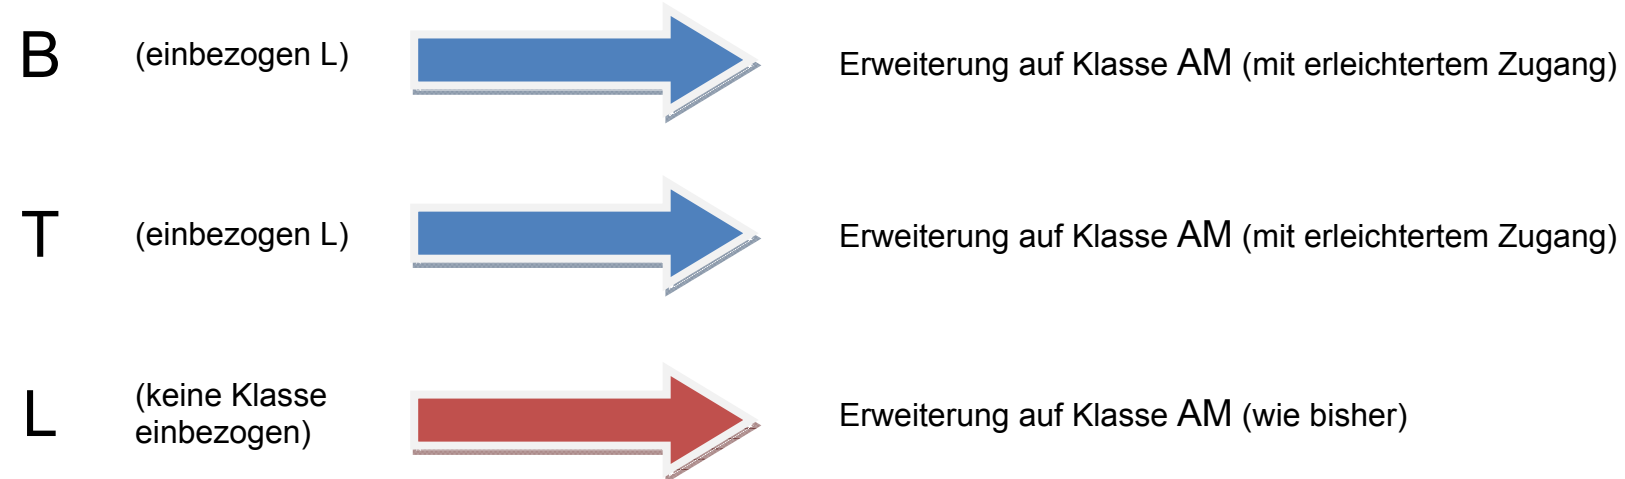 B (einbezogen L) Erweiterung auf Klasse AM (mit erleichtertem Zugang)
T (einbezogen L) Erweiterung auf Klasse AM (mit erleichtertem Zugang)
L (keine Klasse
einbezogen) Erweiterung auf Klasse AM (wie bisher)